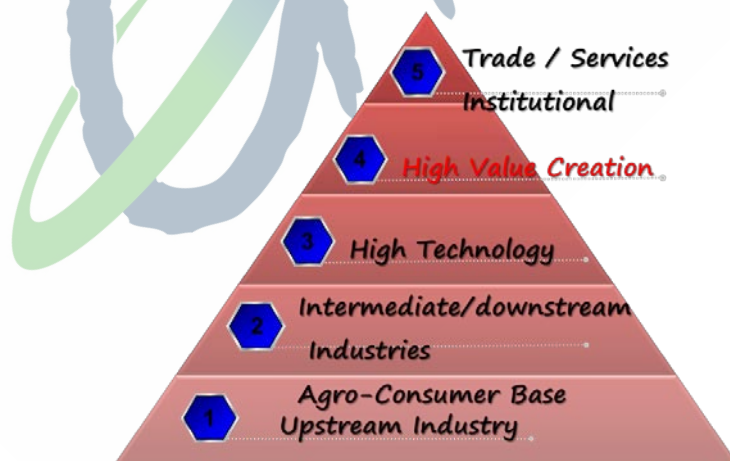 5
Trade / Services
Institutional
4
High Value Creation
3
High Technology
2
Intermediate/downstream
Industries
1
Agro-Consumer Base
Upstream Industry